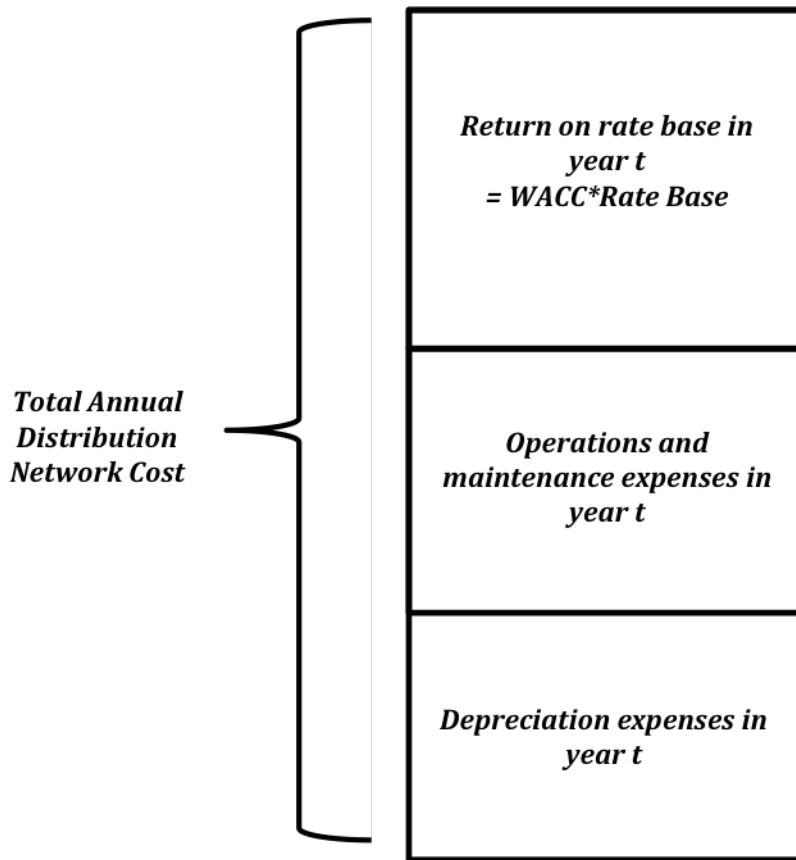 Total Annual
Distribution
Network Cost
Return on rate base in
year t
= WACC*Rate Base
Operations and
maintenance expenses in
year t
Depreciation expenses in
year t